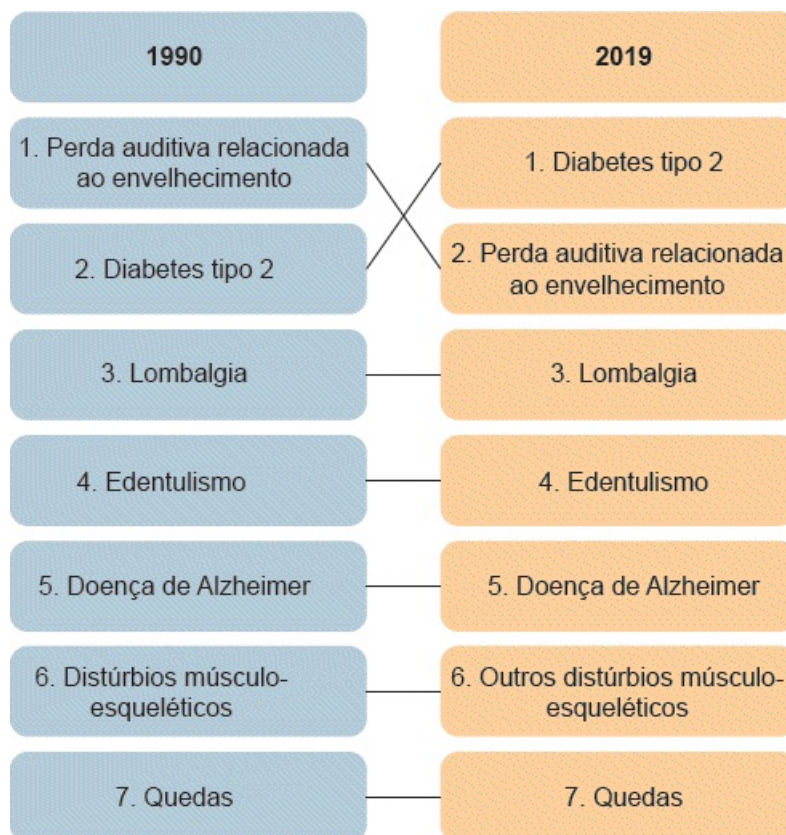 1990
2019
1. Perda auditiva relacionada
ao envelhecimento
1. Diabetes tipo 2
2. Diabetes tipo 2
2. Perda auditiva relacionada
ao envelhecimento
3. Lombalgia
3. Lombalgia
4. Edentulismo
4. Edentulismo
5. Doença de Alzheimer
5. Doença de Alzheimer
6. Distúrbios músculo-
esqueléticos
6. Outros distúrbios músculo-
esqueléticos
7. Quedas
7. Quedas